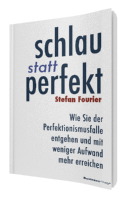 schlau
statt
perfekt
Stefan Fourier
Wie Sie der
Perfektionismusfalle
entgehen und mit
weniger Aufwand
mehr erreichen